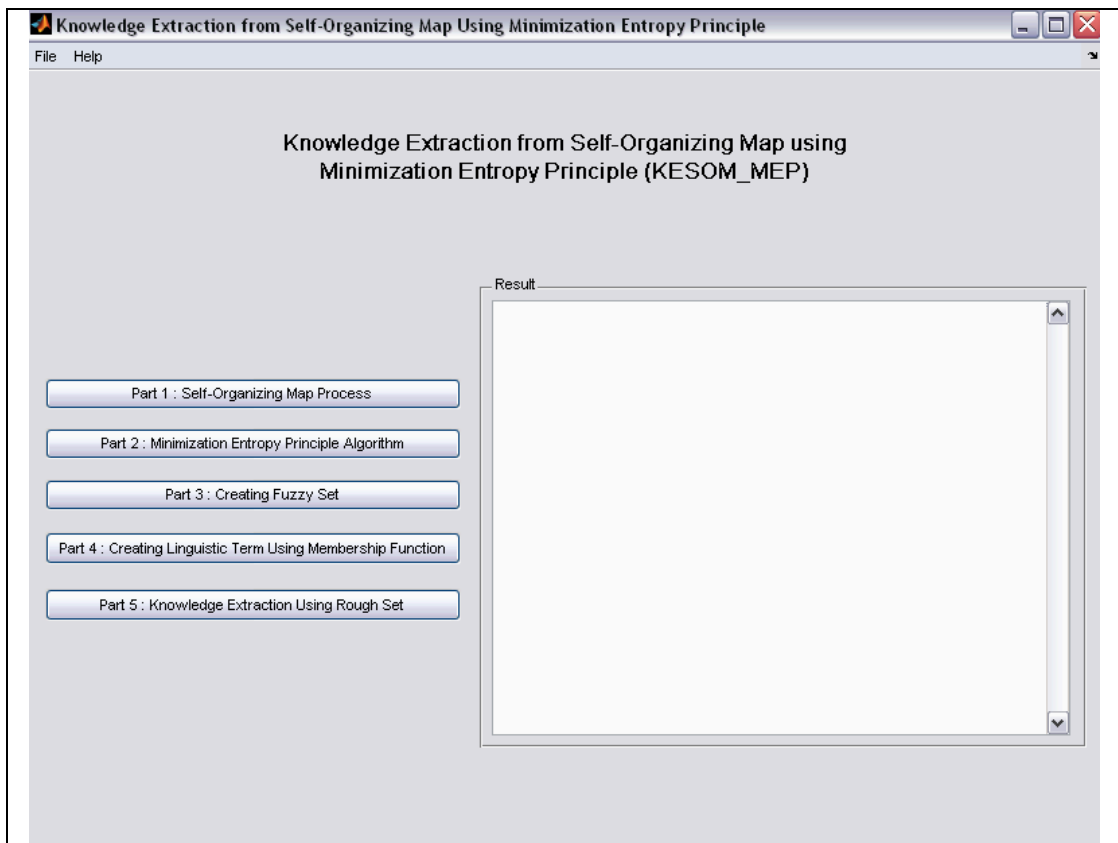 Knowledge Extraction from Self-Organizing Map Using Minimization Entropy Principle
File Help
Knowledge Extraction from Self-Organizing Map using
Minimization Entropy Principle (KESOM_MEP)
Result
Part 1 : Self-Organizing Map Process
Part 2 : Minimization Entropy Principle Algorithm
Part 3 : Creating Fuzzy Set
Part 4 : Creating Linguistic Term Using Membership Function
Part 5 : Knowledge Extraction Using Rough Set